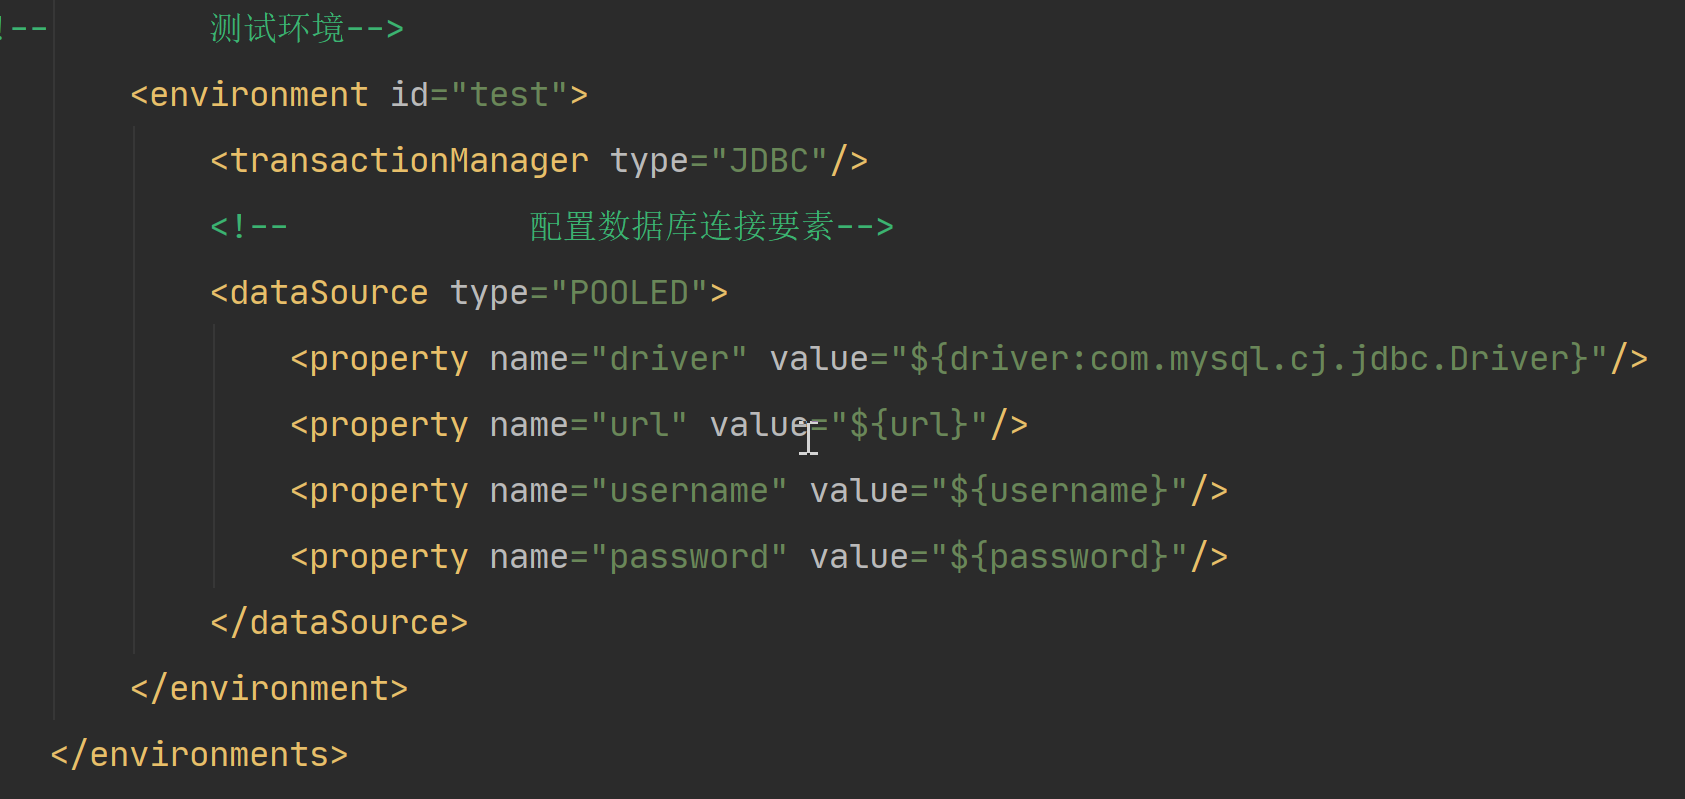 !--        测试环境-->
<environment id="test">
<transactionManager type="JDBC"/>
<!--            配置数据库连接要素-->
<dataSource type="POOLED">
<property name="driver" value="${driver:com.mysql.cj.jdbc.Driver}"/>
<property name="url" value="${url}"/>
<property name="username" value="${username}"/>
<property name="password" value="${password}"/>
</dataSource>
</environment>
</environments>